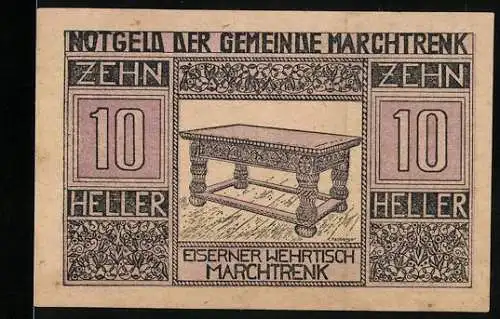 NOTGELD DER GEMEINDE MARCHTRENK
ZEHN ZEHN
10 10
HELLER HELLER
EISERNER WEHRTISCH
MARCHTRENK